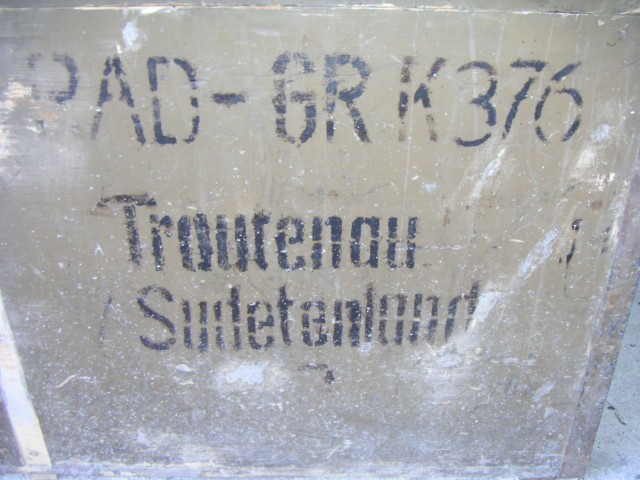 RAD-GR K376
Trautenau
Sudetenland